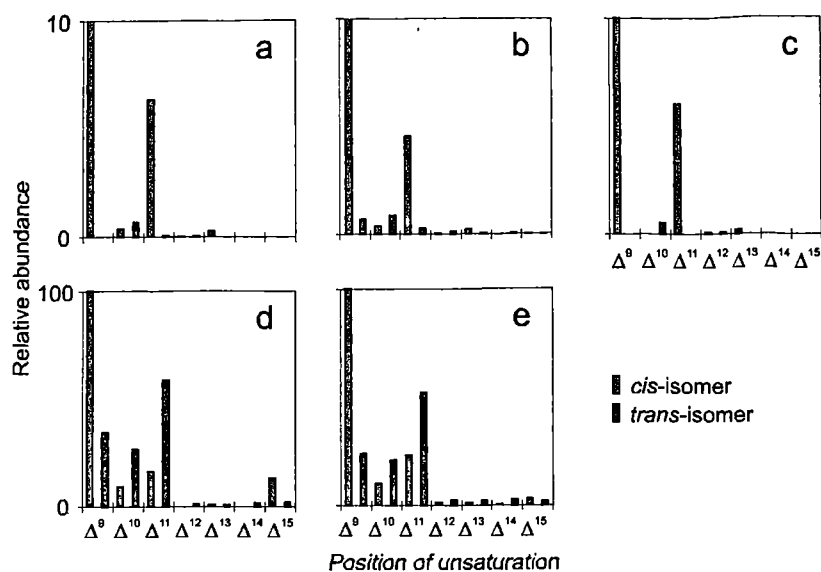 10
0
a
b
c
Δ⁹ Δ¹⁰ Δ¹¹ Δ¹² Δ¹³ Δ¹⁴ Δ¹⁵
Relative abundance
100
0
d
e
cis-isomer
trans-isomer
Δ⁹ Δ¹⁰ Δ¹¹ Δ¹² Δ¹³ Δ¹⁴ Δ¹⁵
Δ⁹ Δ¹⁰ Δ¹¹ Δ¹² Δ¹³ Δ¹⁴ Δ¹⁵
Position of unsaturation